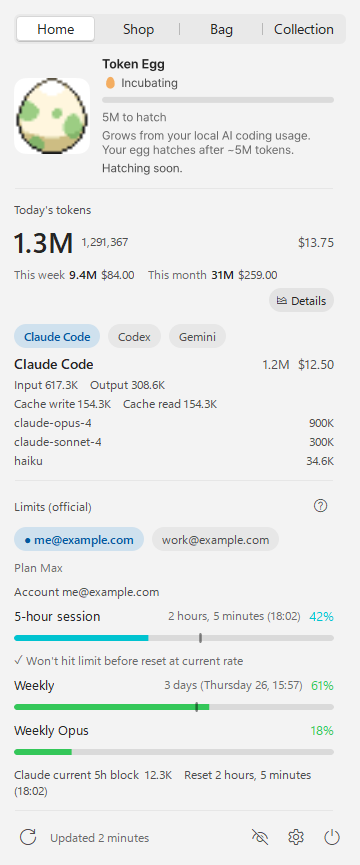 Home Shop Bag Collection
Token Egg
Incubating
5M to hatch
Grows from your local AI coding usage.
Your egg hatches after ~5M tokens.
Hatching soon.
Today's tokens
1.3M 1,291,367 $13.75
This week 9.4M $84.00 This month 31M $259.00
Details
Claude Code Codex Gemini
Claude Code 1.2M $12.50
Input 617.3K Output 308.6K
Cache write 154.3K Cache read 154.3K
claude-opus-4 900K
claude-sonnet-4 300K
haiku 34.6K
Limits (official) ?
● me@example.com work@example.com
Plan Max
Account me@example.com
5-hour session 2 hours, 5 minutes (18:02) 42%
✓ Won't hit limit before reset at current rate
Weekly 3 days (Thursday 26, 15:57) 61%
Weekly Opus 18%
Claude current 5h block 12.3K Reset 2 hours, 5 minutes
(18:02)
Updated 2 minutes